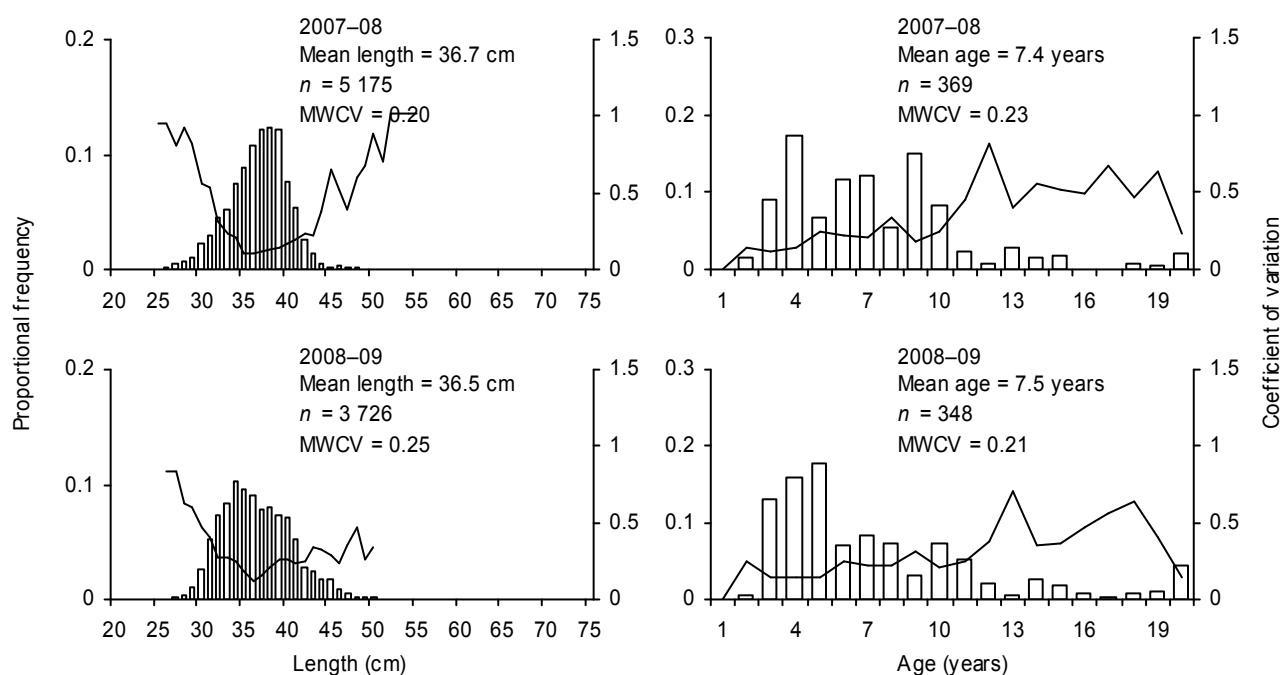 Proportional frequency
2007–08
Mean length = 36.7 cm
n = 5 175
MWCV = 0.20
0.2
0.1
0
1.5
1
0.5
0
20 25 30 35 40 45 50 55 60 65 70 75
2007–08
Mean age = 7.4 years
n = 369
MWCV = 0.23
0.3
0.2
0.1
0
1.5
1
0.5
0
1 4 7 10 13 16 19
2008–09
Mean length = 36.5 cm
n = 3 726
MWCV = 0.25
0.2
0.1
0
1.5
1
0.5
0
20 25 30 35 40 45 50 55 60 65 70 75
Length (cm)
2008–09
Mean age = 7.5 years
n = 348
MWCV = 0.21
0.3
0.2
0.1
0
1.5
1
0.5
0
1 4 7 10 13 16 19
Age (years)
Coefficient of variation